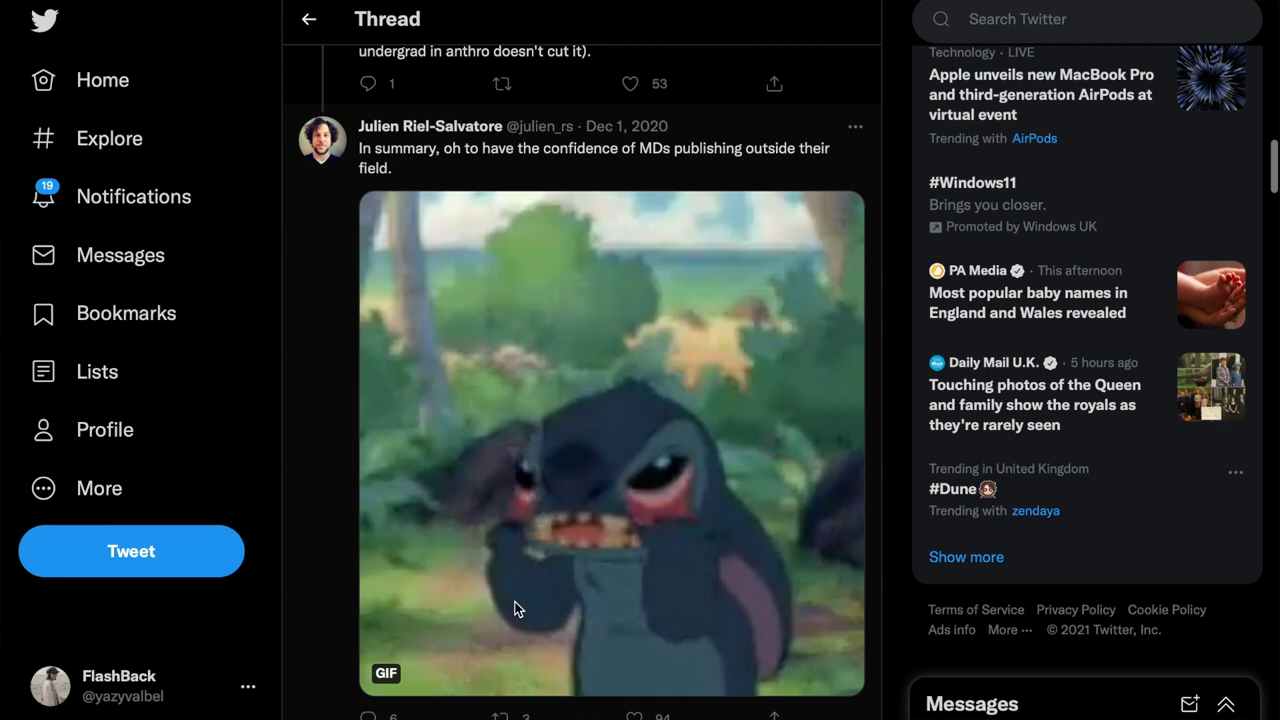 Home
Explore
19
Notifications
Messages
Bookmarks
Lists
Profile
More
Tweet
FlashBack
@yazyvalbel
Thread
undergrad in anthro doesn't cut it).
1
53
Julien Riel-Salvatore @julien_rs · Dec 1, 2020
In summary, oh to have the confidence of MDs publishing outside their
field.
GIF
6
3
94
Search Twitter
Technology · LIVE
Apple unveils new MacBook Pro
and third-generation AirPods at
virtual event
Trending with AirPods
#Windows11
Brings you closer.
Promoted by Windows UK
PA Media · This afternoon
Most popular baby names in
England and Wales revealed
Daily Mail U.K. · 5 hours ago
Touching photos of the Queen
and family show the royals as
they're rarely seen
Trending in United Kingdom
#Dune
Trending with zendaya
Show more
Terms of Service Privacy Policy Cookie Policy
Ads info More ··· © 2021 Twitter, Inc.
Messages